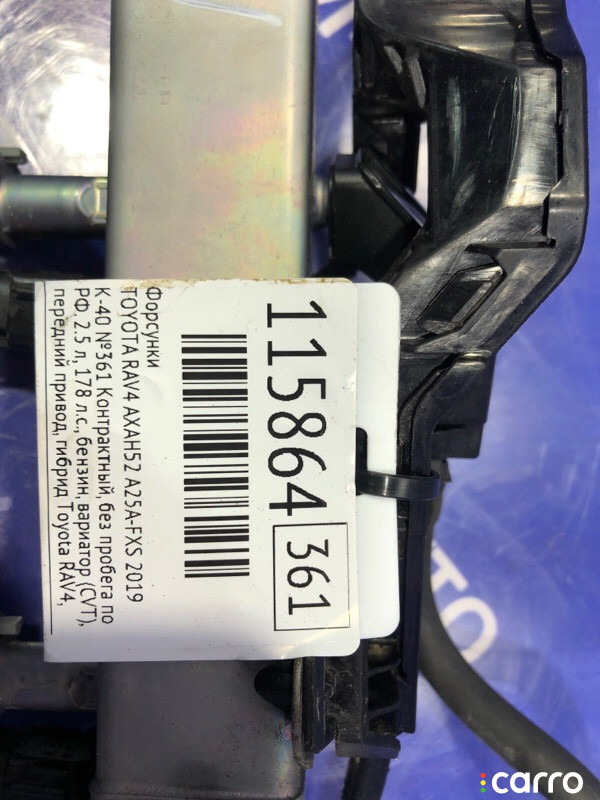 115864 361
Форсунки
TOYOTA RAV4 AXAH52 A25A-FXS 2019
К-40 №361 Контрактный, без пробега по
РФ, 2.5 л, 178 л.с., бензин, вариатор (CVT),
передний привод, гибрид Toyota RAV4,
carro